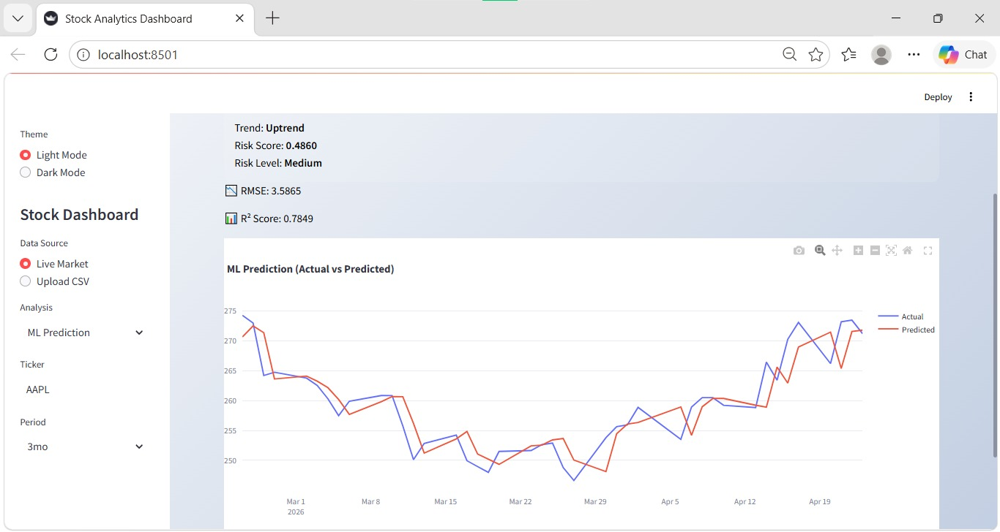 Stock Analytics Dashboard
localhost:8501
Chat
Deploy
Theme
Light Mode
Dark Mode
Stock Dashboard
Data Source
Live Market
Upload CSV
Analysis
ML Prediction
Ticker
AAPL
Period
3mo
Trend: Uptrend
Risk Score: 0.4860
Risk Level: Medium
RMSE: 3.5865
R² Score: 0.7849
ML Prediction (Actual vs Predicted)
275
270
265
260
255
250
Mar 1 Mar 8 Mar 15 Mar 22 Mar 29 Apr 5 Apr 12 Apr 19
2026
Actual
Predicted